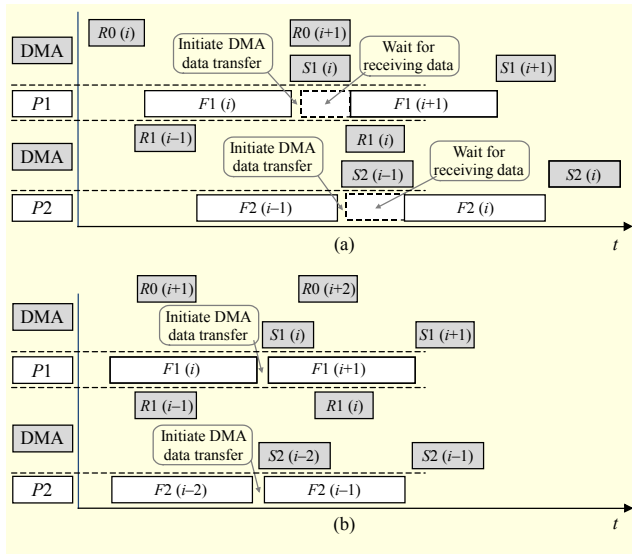 DMA
R0 (i)
Initiate DMA
data transfer
R0 (i+1)
S1 (i)
Wait for
receiving data
S1 (i+1)
P1
F1 (i)
F1 (i+1)
DMA
R1 (i–1)
Initiate DMA
data transfer
R1 (i)
S2 (i–1)
Wait for
receiving data
S2 (i)
P2
F2 (i–1)
F2 (i)
(a)
t
DMA
R0 (i+1)
R0 (i+2)
Initiate DMA
data transfer
S1 (i)
S1 (i+1)
P1
F1 (i)
F1 (i+1)
DMA
R1 (i–1)
R1 (i)
Initiate DMA
data transfer
S2 (i–2)
S2 (i–1)
P2
F2 (i–2)
F2 (i–1)
(b)
t